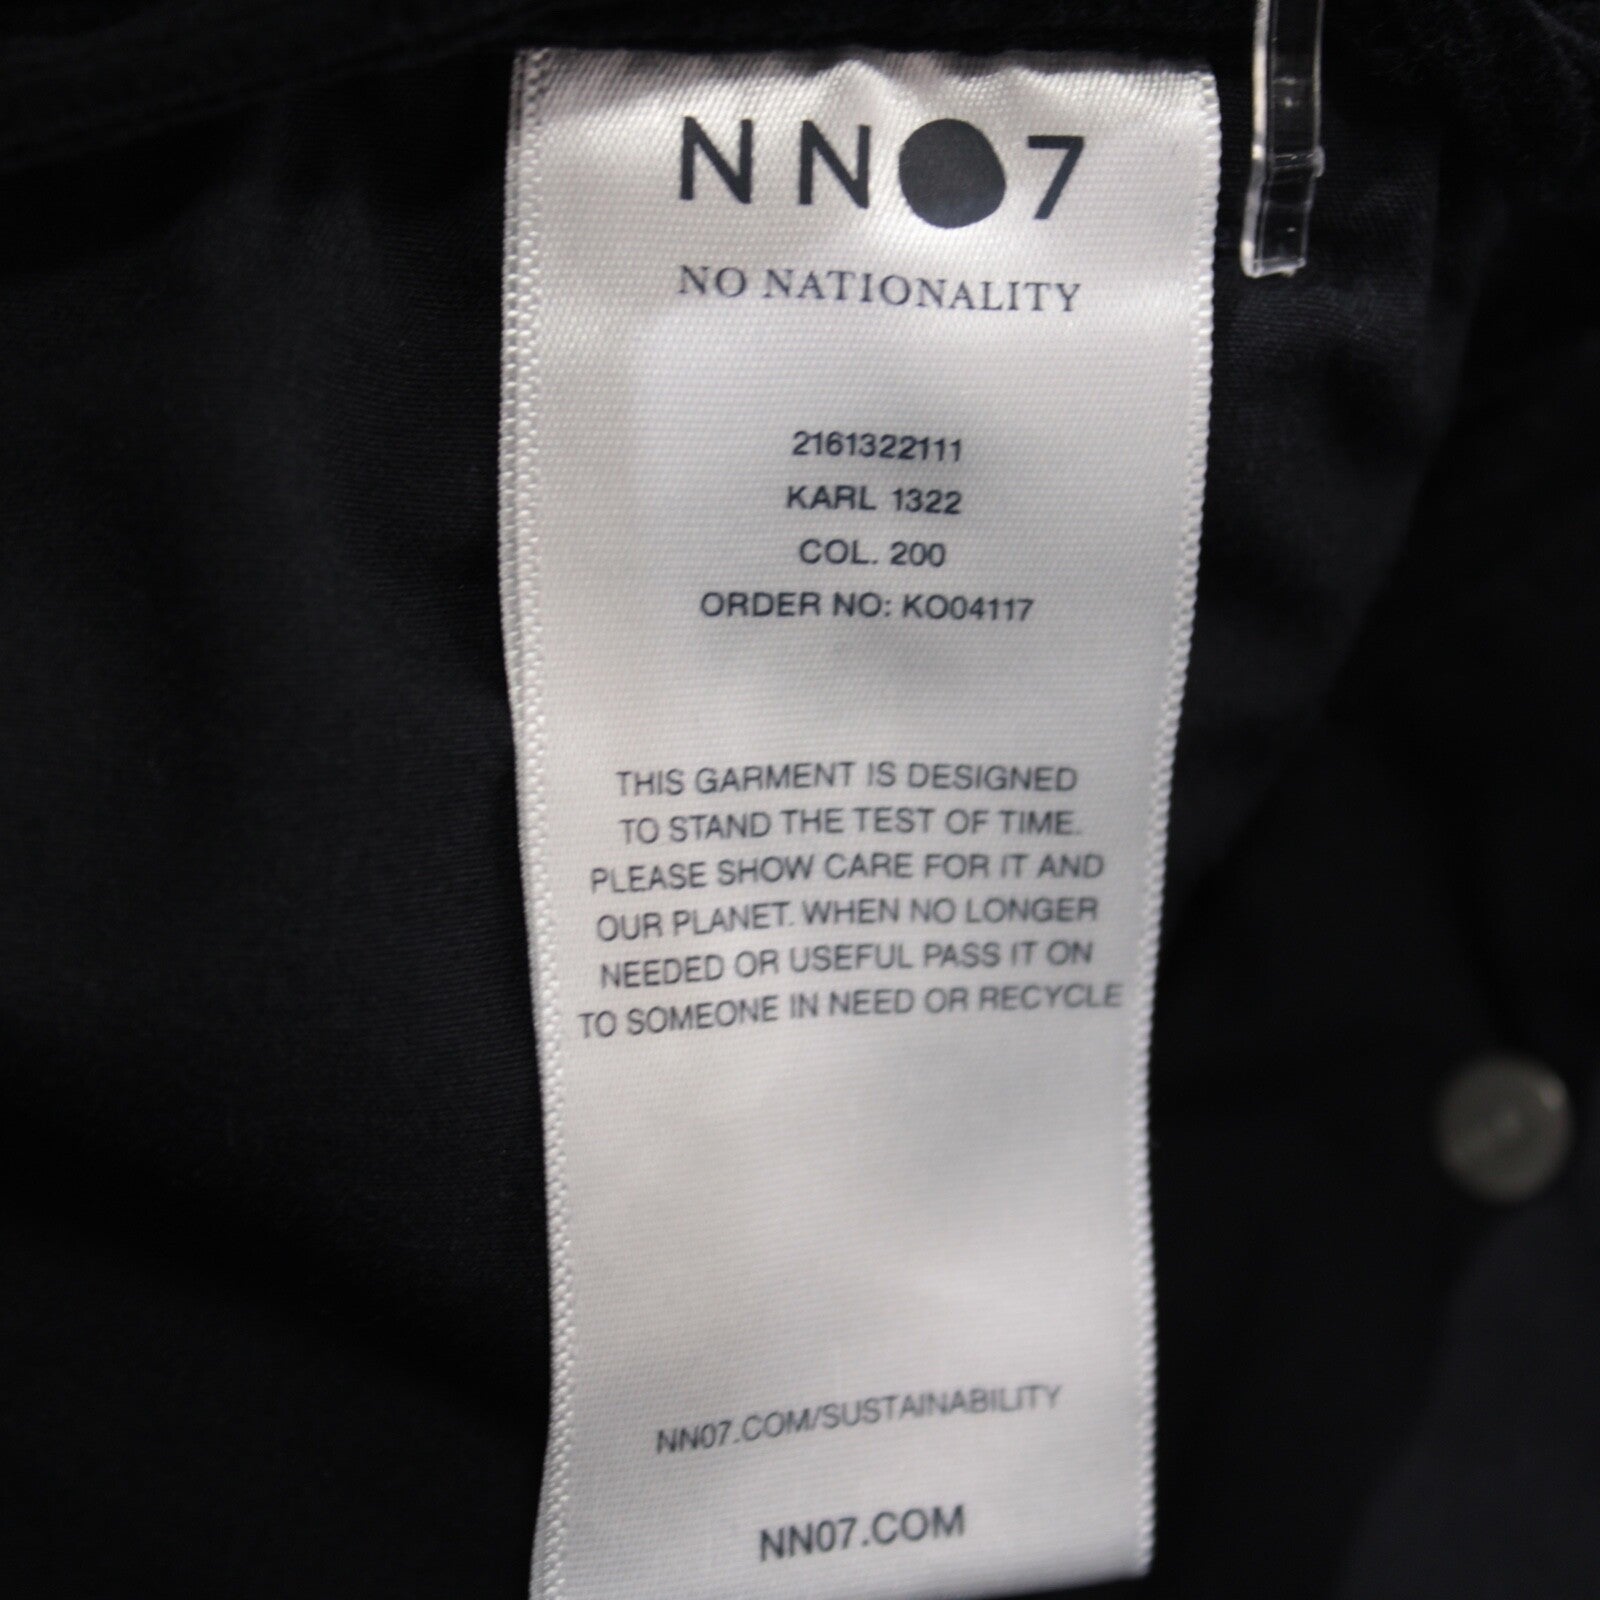 NN07
NO NATIONALITY
2161322111
KARL 1322
COL. 200
ORDER NO: KO04117
THIS GARMENT IS DESIGNED
TO STAND THE TEST OF TIME.
PLEASE SHOW CARE FOR IT AND
OUR PLANET. WHEN NO LONGER
NEEDED OR USEFUL PASS IT ON
TO SOMEONE IN NEED OR RECYCLE
NN07.COM/SUSTAINABILITY
NN07.COM